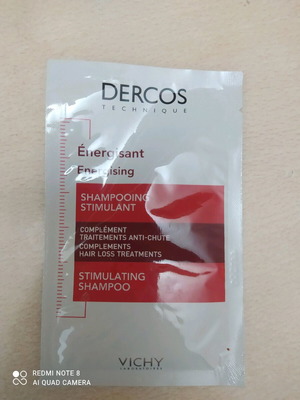 DERCOS
TECHNIQUE
Énergisant
Energising
SHAMPOOING
STIMULANT
COMPLÉMENT
TRAITEMENTS ANTI-CHUTE
COMPLEMENTS
HAIR LOSS TREATMENTS
STIMULATING
SHAMPOO
VICHY
LABORATOIRES
REDMI NOTE 8
AI QUAD CAMERA